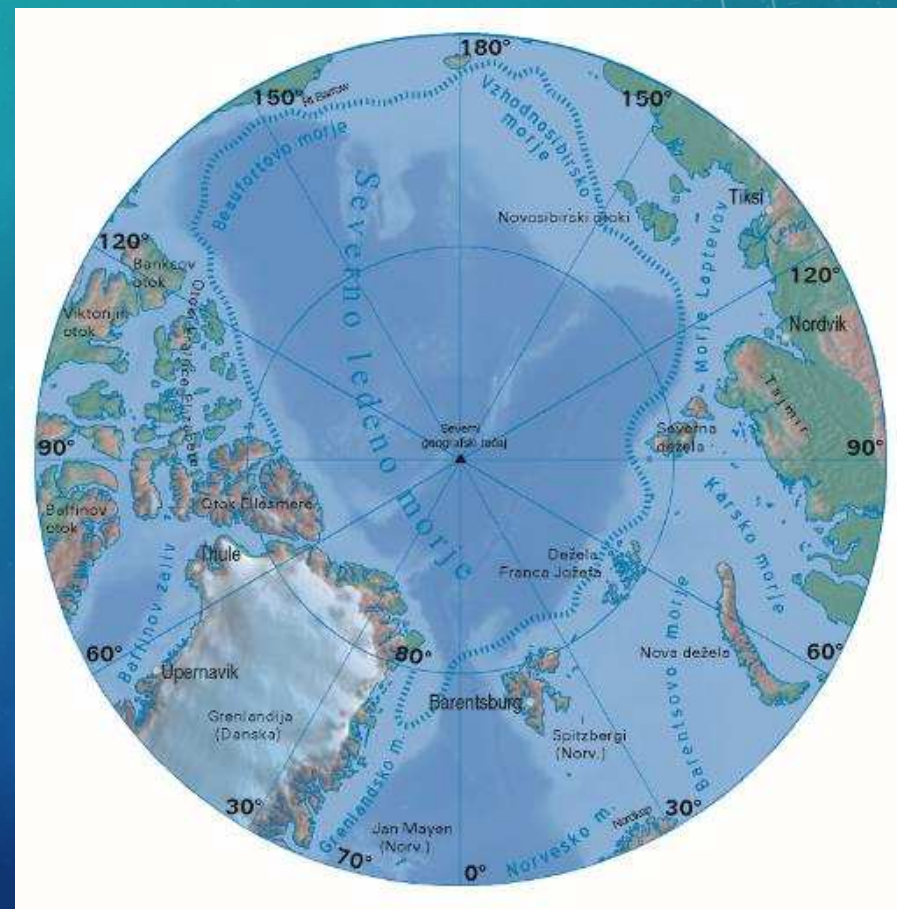 180°
150°
Rt Barrow
150°
Vzhodnosibirsko
morje
Beaufortovo morje
Severno ledeno morje
Novosibirski otoki
Tiksi
Lena
120°
Banksov
otok
Viktorijin
otok
Morje Laptevov
120°
Nordvik
Tajmir
Severni
geografski tečaj
Severna
dežela
90°
90°
Baffinov
otok
Otok Ellesmere
Karsko morje
Thule
Dežela
Franca Jožefa
Baffinov zaliv
60°
Upernavik
80°
Nova dežela
60°
Barentsburg
Grenlandija
(Danska)
Spitzbergi
(Norv.)
Barentsovo morje
30°
Grenlandsko m.
Jan Mayen
(Norv.)
Nordkap
30°
Norveško m.
70°
0°